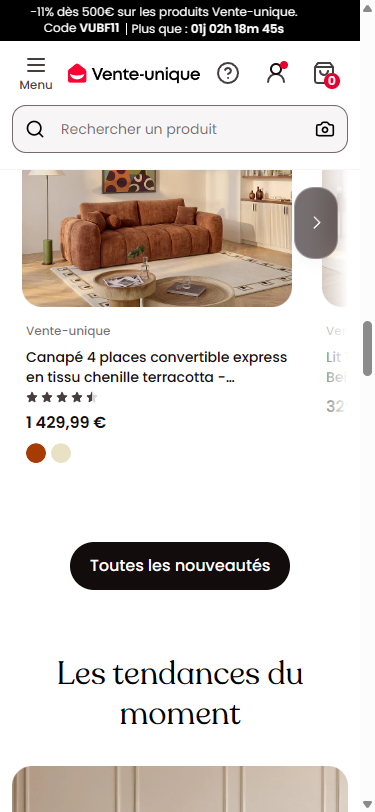 -11% dès 500€ sur les produits Vente-unique.
Code VUBF11 | Plus que : 01j 02h 18m 45s
Menu
Vente-unique
0
Rechercher un produit
Vente-unique
Canapé 4 places convertible express
en tissu chenille terracotta -...
1 429,99 €
Lit
Toutes les nouveautés
Les tendances du
moment